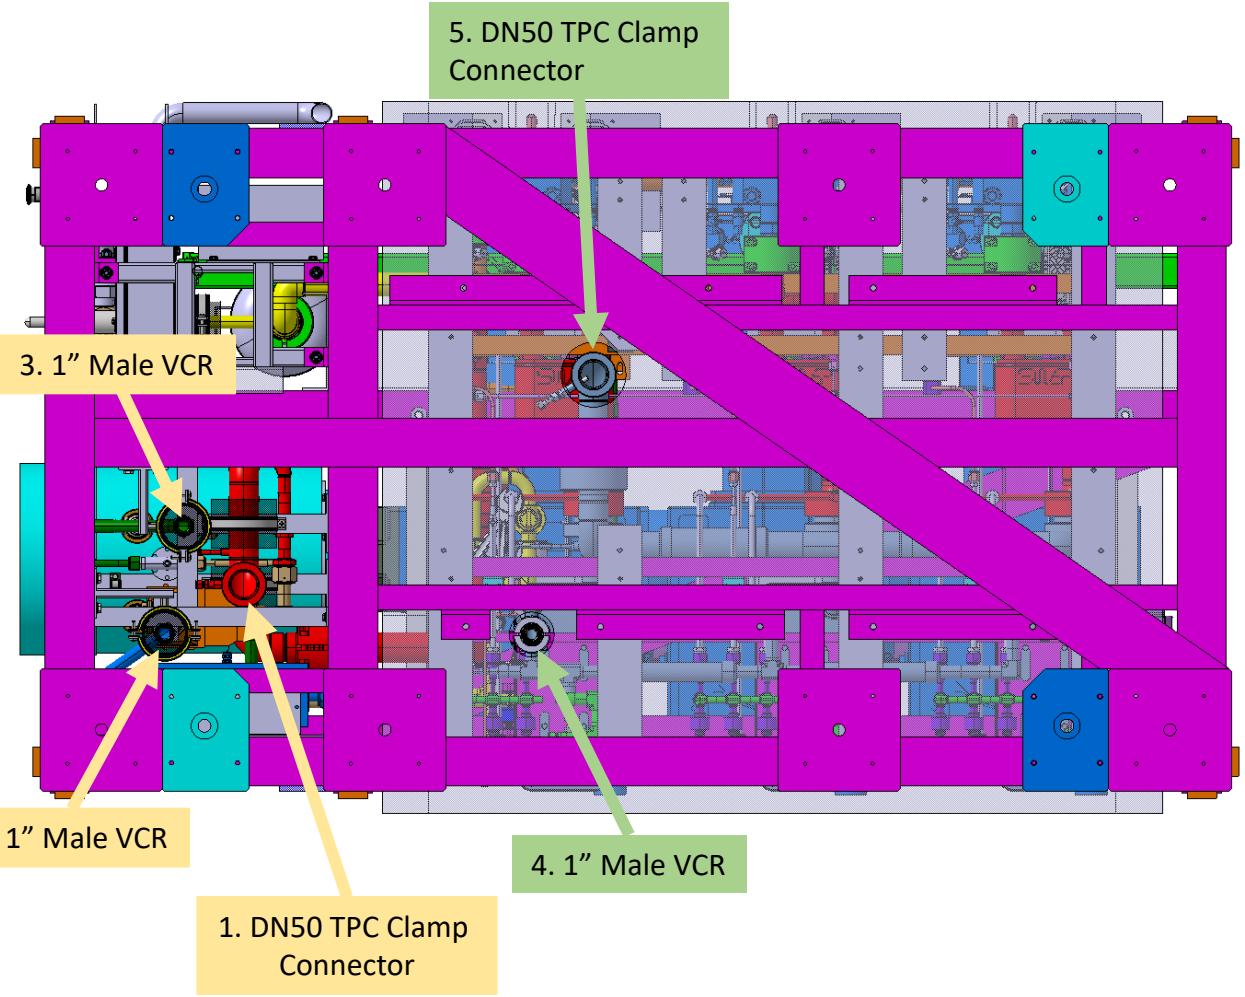 5. DN50 TPC Clamp
Connector
3. 1” Male VCR
1” Male VCR
4. 1” Male VCR
1. DN50 TPC Clamp
Connector